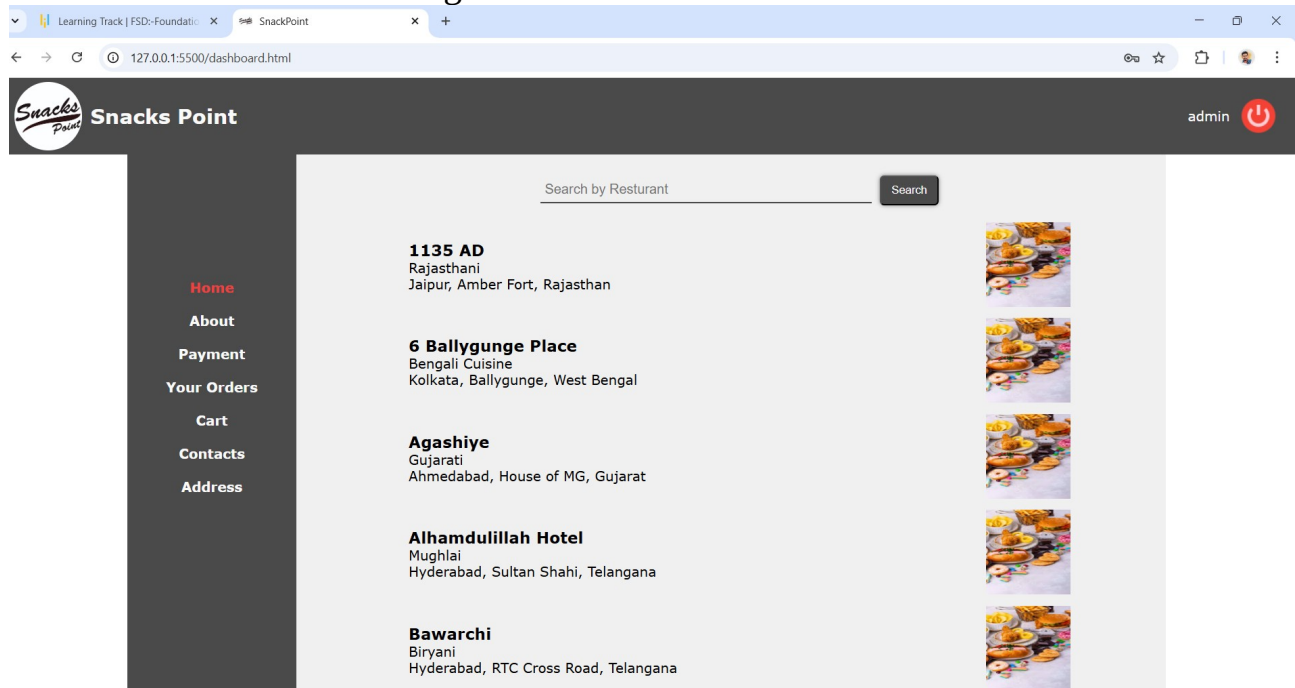 Learning Track | FSD:-Foundatio
SnackPoint
127.0.0.1:5500/dashboard.html
Snacks
Point
Snacks Point
admin
Search by Resturant
Search
Home
About
Payment
Your Orders
Cart
Contacts
Address
1135 AD
Rajasthani
Jaipur, Amber Fort, Rajasthan
6 Ballygunge Place
Bengali Cuisine
Kolkata, Ballygunge, West Bengal
Agashiye
Gujarati
Ahmedabad, House of MG, Gujarat
Alhamdulillah Hotel
Mughlai
Hyderabad, Sultan Shahi, Telangana
Bawarchi
Biryani
Hyderabad, RTC Cross Road, Telangana